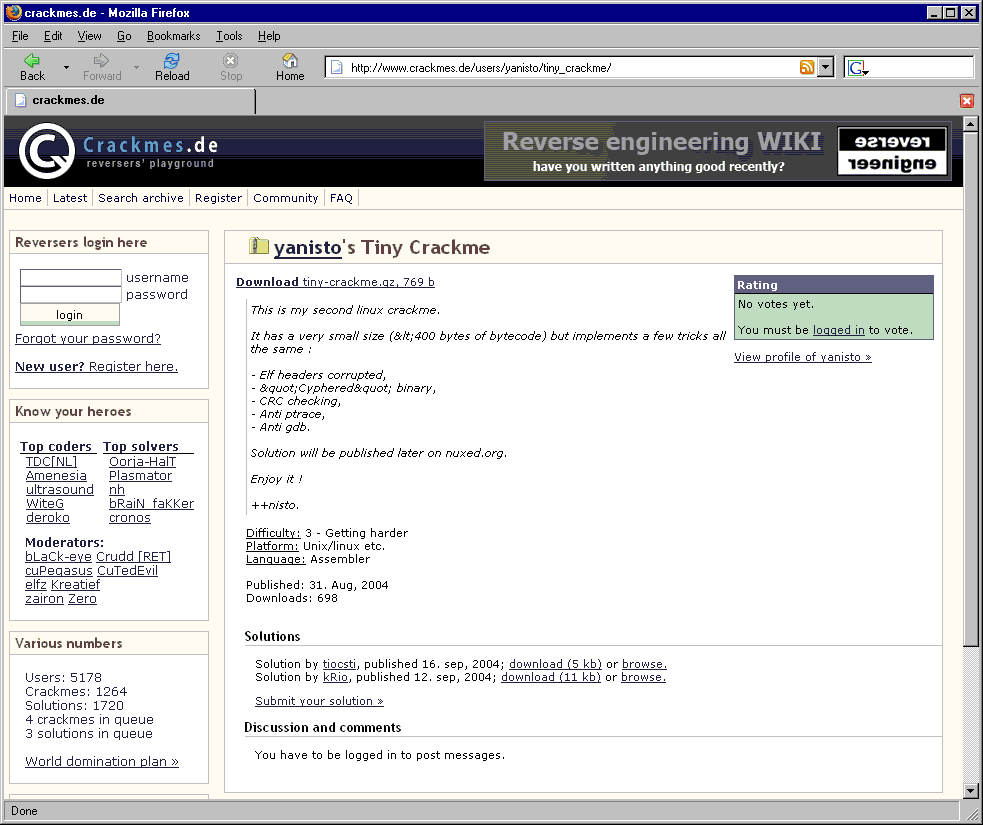 crackmes.de - Mozilla Firefox
File Edit View Go Bookmarks Tools Help
Back Forward Reload Stop Home http://www.crackmes.de/users/yanisto/tiny_crackme/ G
crackmes.de
Crackmes.de
reversers' playground
Reverse engineering WIKI
have you written anything good recently?
reverse
engineer
Home Latest Search archive Register Community FAQ
Reversers login here
username
password
login
Forgot your password?
New user? Register here.
Know your heroes
Top coders Top solvers
TDC[NL] Oorja-HalT
Amenesia Plasmator
ultrasound nh
WiteG bRaiN_faKKer
deroko cronos
Moderators:
bLaCk-eye Crudd [RET]
cuPegasus CuTedEvil
elfz Kreatief
zairon Zero
Various numbers
Users: 5178
Crackmes: 1264
Solutions: 1720
4 crackmes in queue
3 solutions in queue
World domination plan »
yanisto's Tiny Crackme
Download tiny-crackme.gz, 769 b
This is my second linux crackme.
It has a very small size (&lt;400 bytes of bytecode) but implements a few tricks all
the same :
- Elf headers corrupted,
- &quot;Cyphered&quot; binary,
- CRC checking,
- Anti ptrace,
- Anti gdb.
Solution will be published later on nuxed.org.
Enjoy it !
++nisto.
Difficulty: 3 - Getting harder
Platform: Unix/linux etc.
Language: Assembler
Published: 31. Aug, 2004
Downloads: 698
Rating
No votes yet.
You must be logged in to vote.
View profile of yanisto »
Solutions
Solution by tiocsti, published 16. sep, 2004; download (5 kb) or browse.
Solution by kRio, published 12. sep, 2004; download (11 kb) or browse.
Submit your solution »
Discussion and comments
You have to be logged in to post messages.
Done